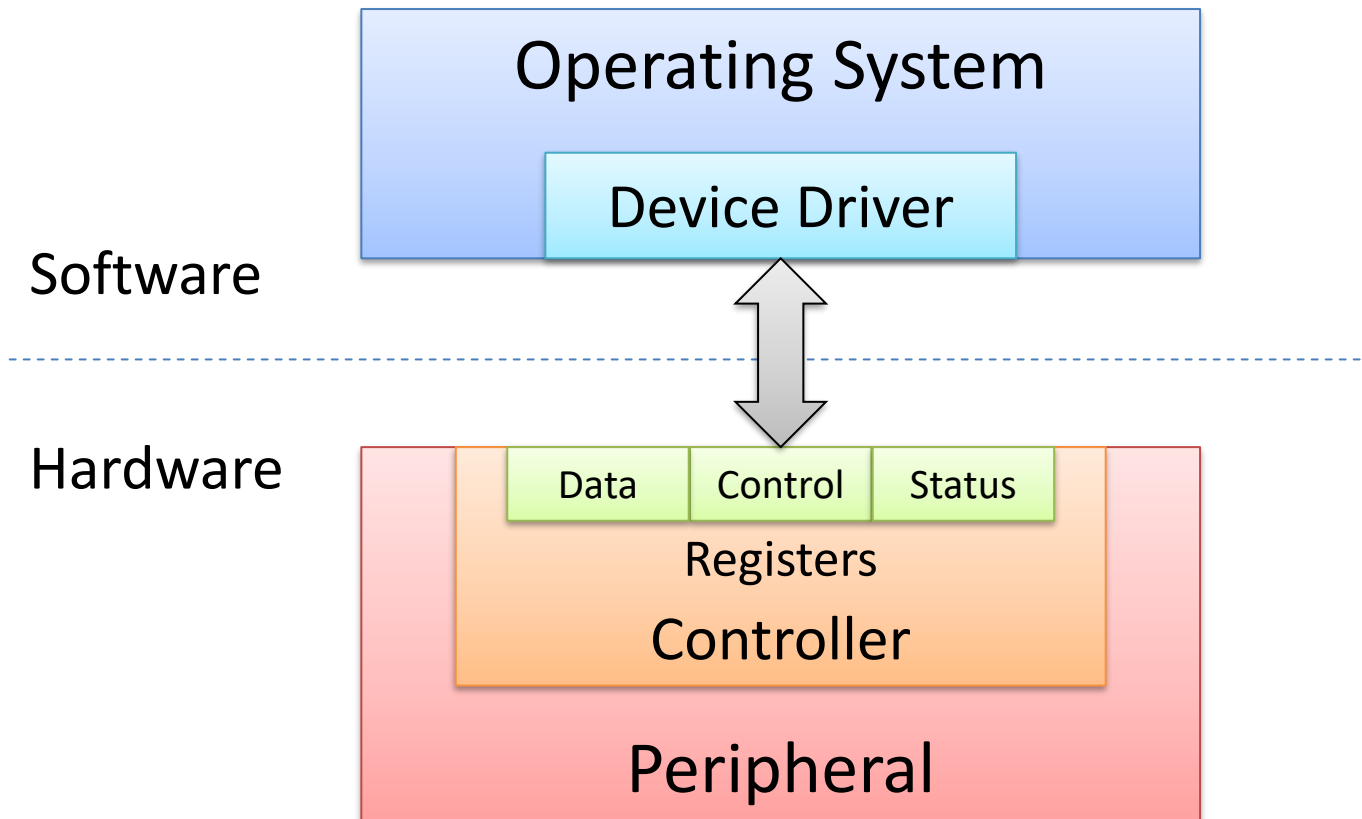 Operating System
Device Driver
Software
Hardware
Data Control Status
Registers
Controller
Peripheral